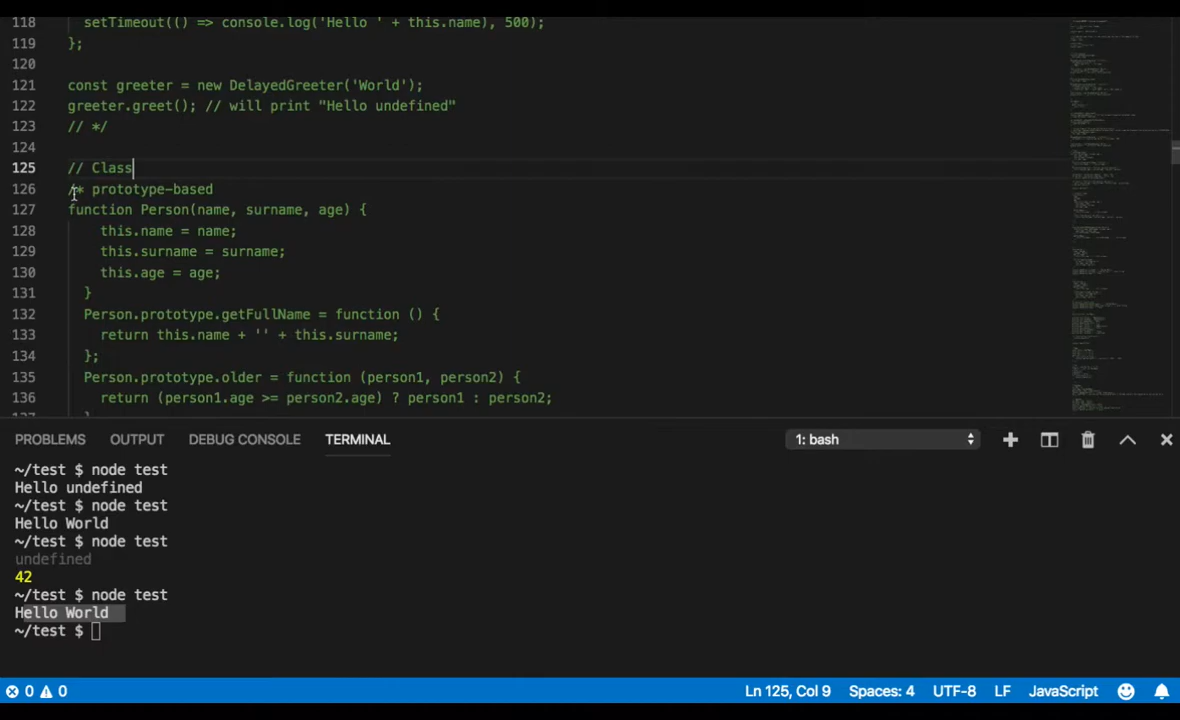 118 setTimeout(() => console.log('Hello ' + this.name), 500);
119 };
120
121 const greeter = new DelayedGreeter('World');
122 greeter.greet(); // will print "Hello undefined"
123 // */
124
125 // Class
126 /* prototype-based
127 function Person(name, surname, age) {
128 this.name = name;
129 this.surname = surname;
130 this.age = age;
131 }
132 Person.prototype.getFullName = function () {
133 return this.name + '' + this.surname;
134 };
135 Person.prototype.older = function (person1, person2) {
136 return (person1.age >= person2.age) ? person1 : person2;
PROBLEMS OUTPUT DEBUG CONSOLE TERMINAL 1: bash
~/test $ node test
Hello undefined
~/test $ node test
Hello World
~/test $ node test
undefined
42
~/test $ node test
Hello World
~/test $
0 0 Ln 125, Col 9 Spaces: 4 UTF-8 LF JavaScript